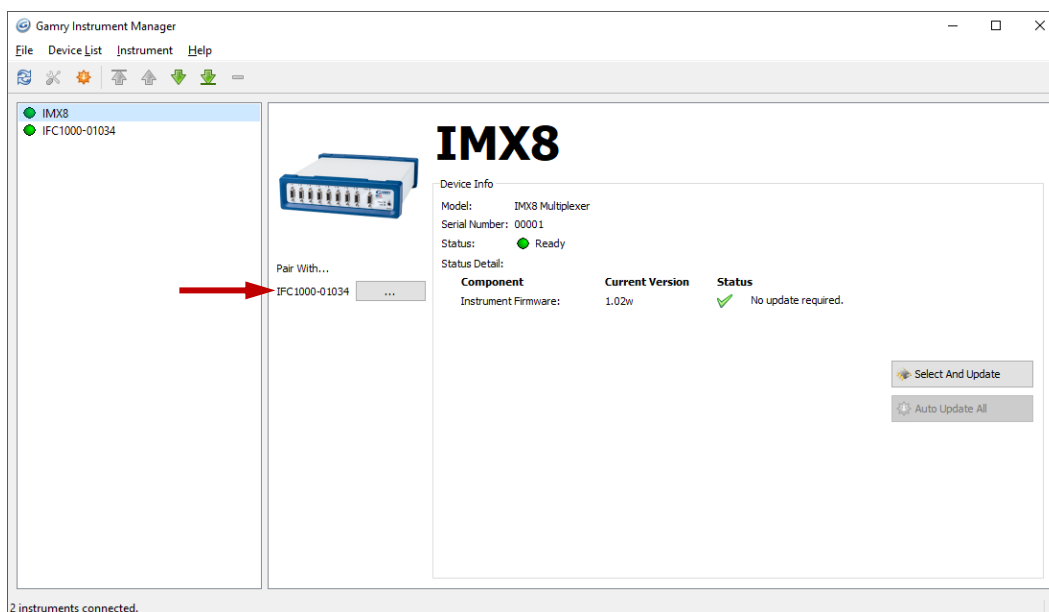 Gamry Instrument Manager
File Device List Instrument Help
IMX8
IFC1000-01034
IMX8
Device Info
Model: IMX8 Multiplexer
Serial Number: 00001
Status: Ready
Status Detail:
Component Current Version Status
Instrument Firmware: 1.02w No update required.
Pair With...
IFC1000-01034 ...
Select And Update
Auto Update All
2 instruments connected.